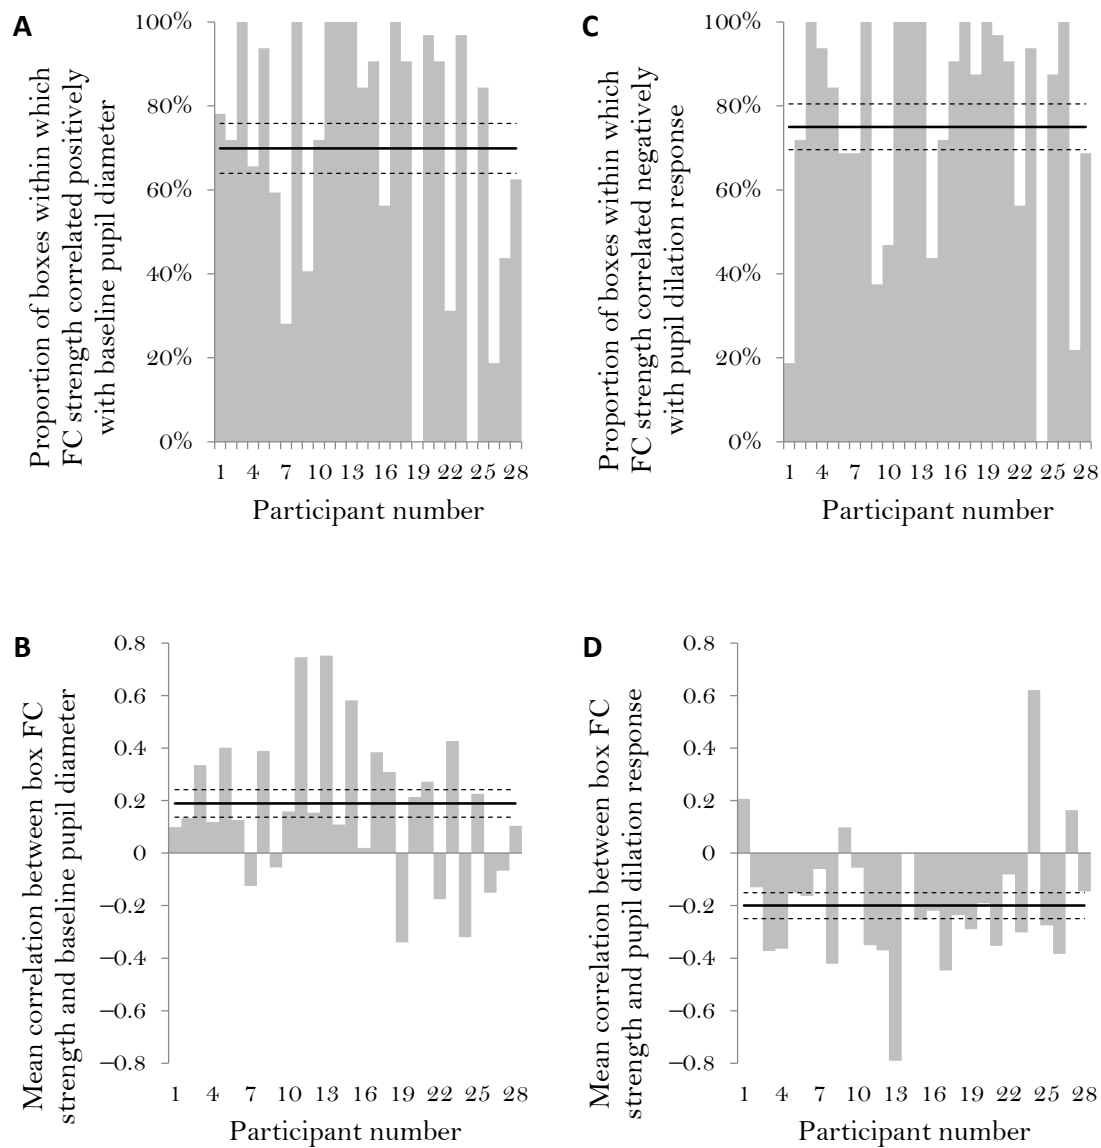 A
Proportion of boxes within which
FC strength correlated positively
with baseline pupil diameter
100%
80%
60%
40%
20%
0%
1 4 7 10 13 16 19 22 25 28
Participant number
C
Proportion of boxes within which
FC strength correlated negatively
with pupil dilation response
100%
80%
60%
40%
20%
0%
1 4 7 10 13 16 19 22 25 28
Participant number
B
Mean correlation between box FC
strength and baseline pupil diameter
0.8
0.6
0.4
0.2
0
−0.2
−0.4
−0.6
−0.8
1 4 7 10 13 16 19 22 25 28
Participant number
D
Mean correlation between box FC
strength and pupil dilation response
0.8
0.6
0.4
0.2
0
−0.2
−0.4
−0.6
−0.8
1 4 7 10 13 16 19 22 25 28
Participant number